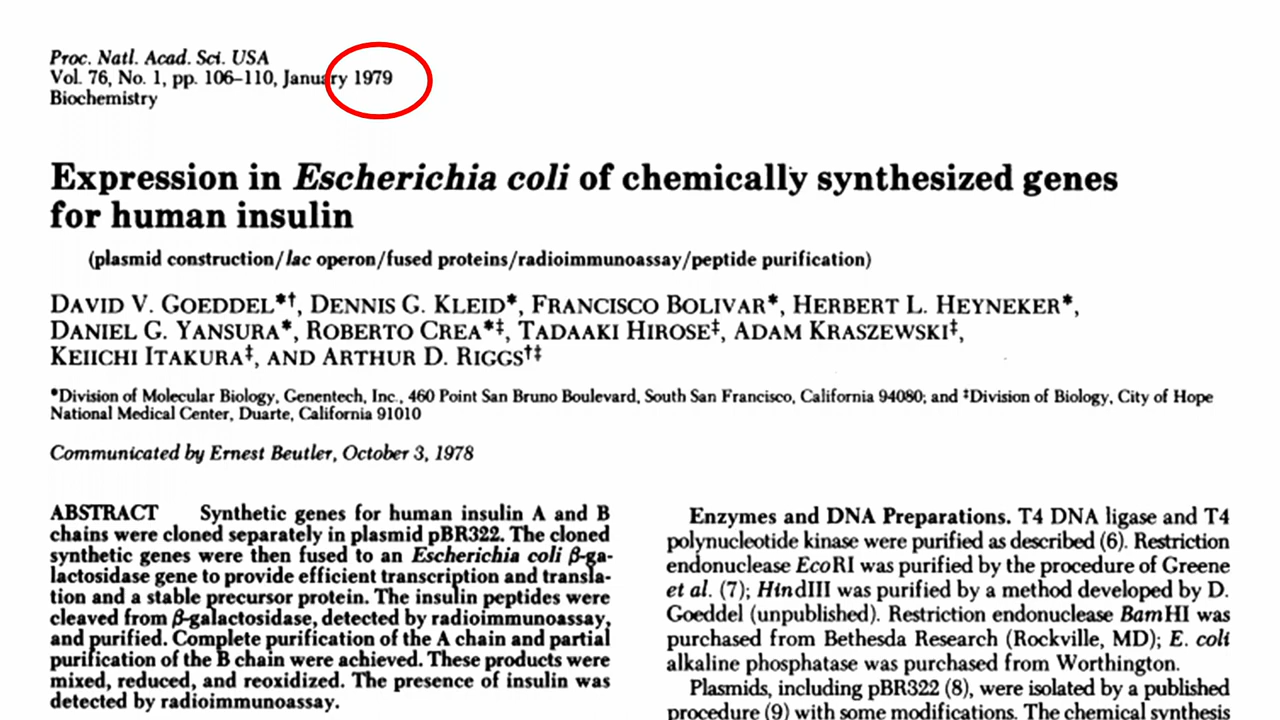 Proc. Natl. Acad. Sci. USA
Vol. 76, No. 1, pp. 106–110, January 1979
Biochemistry
Expression in Escherichia coli of chemically synthesized genes
for human insulin
(plasmid construction/lac operon/fused proteins/radioimmunoassay/peptide purification)
DAVID V. GOEDDEL*†, DENNIS G. KLEID*, FRANCISCO BOLIVAR*, HERBERT L. HEYNEKER*,
DANIEL G. YANSURA*, ROBERTO CREA*‡, TADAAKI HIROSE‡, ADAM KRASZEWSKI‡,
KEIICHI ITAKURA‡, AND ARTHUR D. RIGGS†‡
*Division of Molecular Biology, Genentech, Inc., 460 Point San Bruno Boulevard, South San Francisco, California 94080; and ‡Division of Biology, City of Hope
National Medical Center, Duarte, California 91010
Communicated by Ernest Beutler, October 3, 1978
ABSTRACT Synthetic genes for human insulin A and B
chains were cloned separately in plasmid pBR322. The cloned
synthetic genes were then fused to an Escherichia coli β-ga-
lactosidase gene to provide efficient transcription and transla-
tion and a stable precursor protein. The insulin peptides were
cleaved from β-galactosidase, detected by radioimmunoassay,
and purified. Complete purification of the A chain and partial
purification of the B chain were achieved. These products were
mixed, reduced, and reoxidized. The presence of insulin was
detected by radioimmunoassay.
Enzymes and DNA Preparations. T4 DNA ligase and T4
polynucleotide kinase were purified as described (6). Restriction
endonuclease EcoRI was purified by the procedure of Greene
et al. (7); HindIII was purified by a method developed by D.
Goeddel (unpublished). Restriction endonuclease BamHI was
purchased from Bethesda Research (Rockville, MD); E. coli
alkaline phosphatase was purchased from Worthington.
Plasmids, including pBR322 (8), were isolated by a published
procedure (9) with some modifications. The chemical synthesis